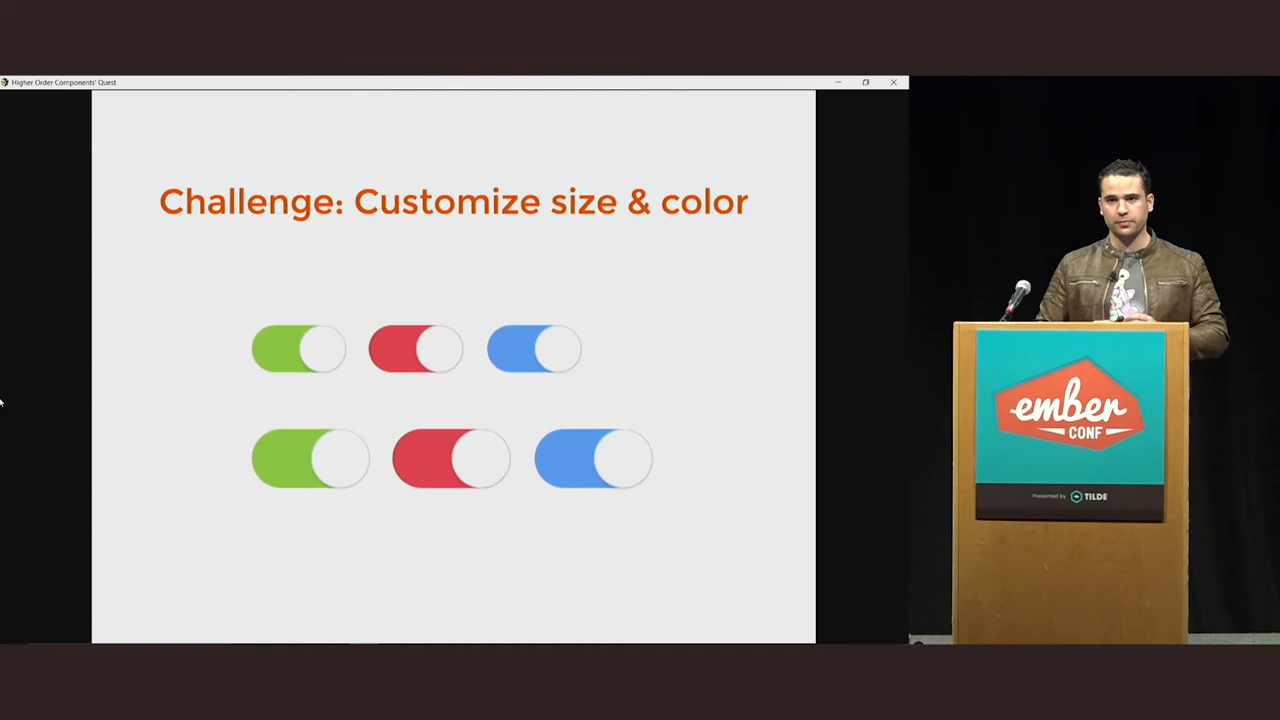 Higher Order Components' Quest
Challenge: Customize size & color
ember
CONF
Presented by TILDE